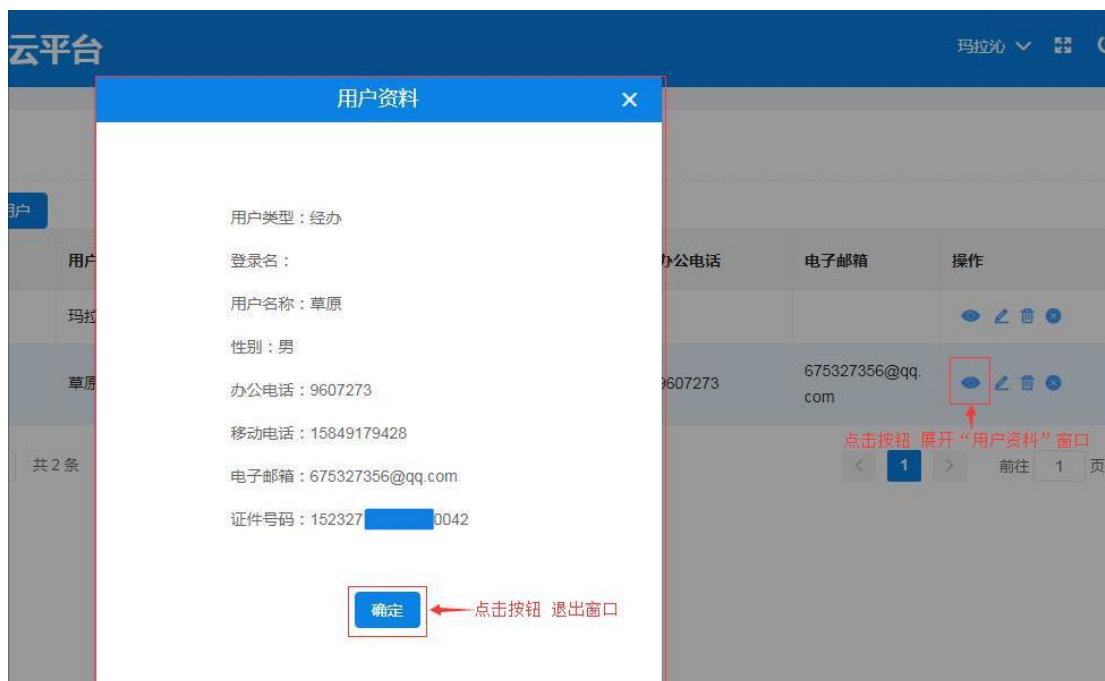 云平台
玛拉沁
用户资料
用户类型：经办
登录名：
用户名称：草原
性别：男
办公电话：9607273
移动电话：15849179428
电子邮箱：675327356@qq.com
证件号码：152327 0042
确定
点击按钮 退出窗口
用户
用户 办公电话 电子邮箱 操作
玛拉
草原 9607273 675327356@qq.
com
点击按钮 展开“用户资料”窗口
共2条 < 1 > 前往 1 页